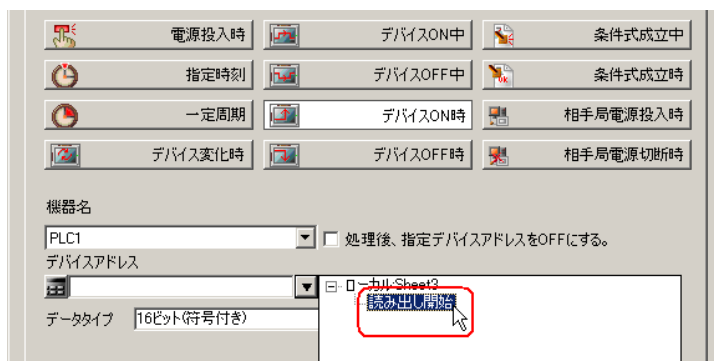 電源投入時 デバイスON中 条件式成立中
指定時刻 デバイスOFF中 条件式成立時
一定周期 デバイスON時 相手局電源投入時
デバイス変化時 デバイスOFF時 相手局電源切断時
機器名
PLC1 処理後、指定デバイスアドレスをOFFにする。
デバイスアドレス
ローカル:Sheet3
読み出し開始
データタイプ 16ビット(符号付き)